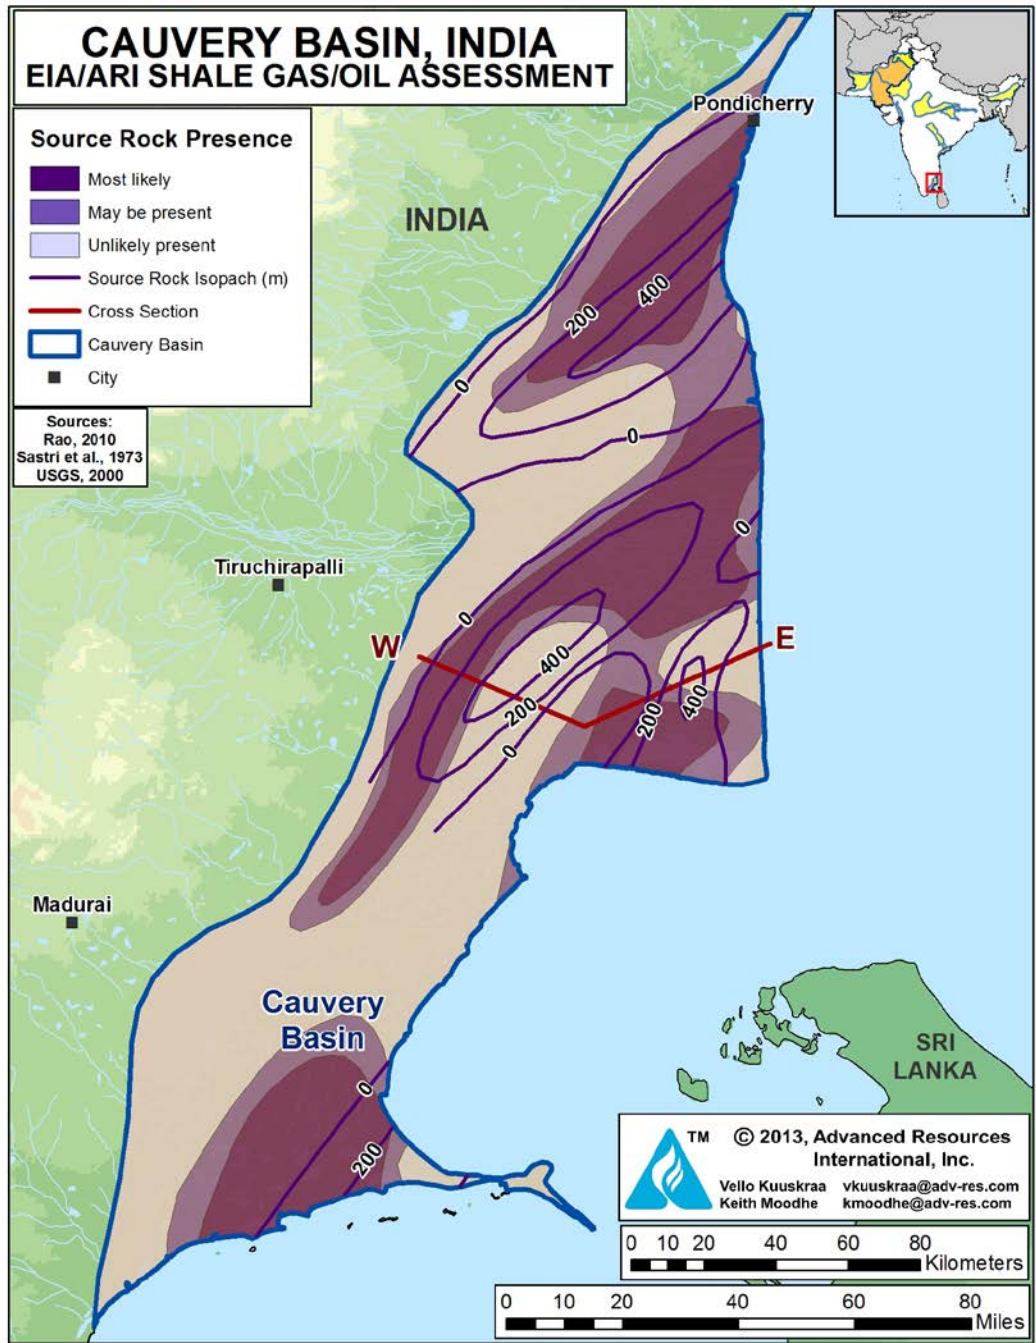 CAUVERY BASIN, INDIA
EIA/ARI SHALE GAS/OIL ASSESSMENT
Source Rock Presence
Most likely
May be present
Unlikely present
Source Rock Isopach (m)
Cross Section
Cauvery Basin
City
Sources:
Rao, 2010
Sastri et al., 1973
USGS, 2000
Pondicherry
INDIA
200
400
0
0
0
Tiruchirapalli
0
W
E
400
200
0
200
400
Madurai
Cauvery
Basin
0
200
SRI
LANKA
TM
© 2013, Advanced Resources
International, Inc.
Vello Kuuskraa vkuuskraa@adv-res.com
Keith Moodhe kmoodhe@adv-res.com
0 10 20 40 60 80
Kilometers
0 10 20 40 60 80
Miles